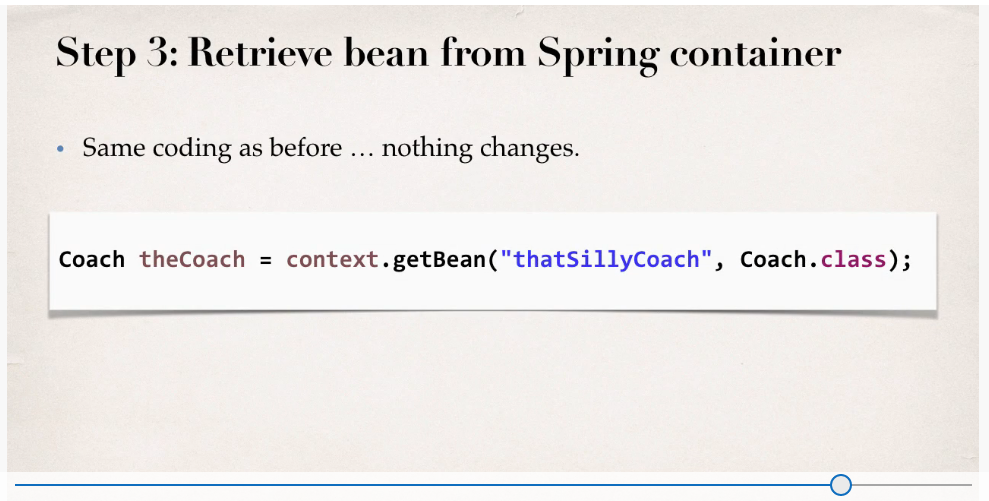 Step 3: Retrieve bean from Spring container
• Same coding as before … nothing changes.
Coach theCoach = context.getBean("thatSillyCoach", Coach.class);